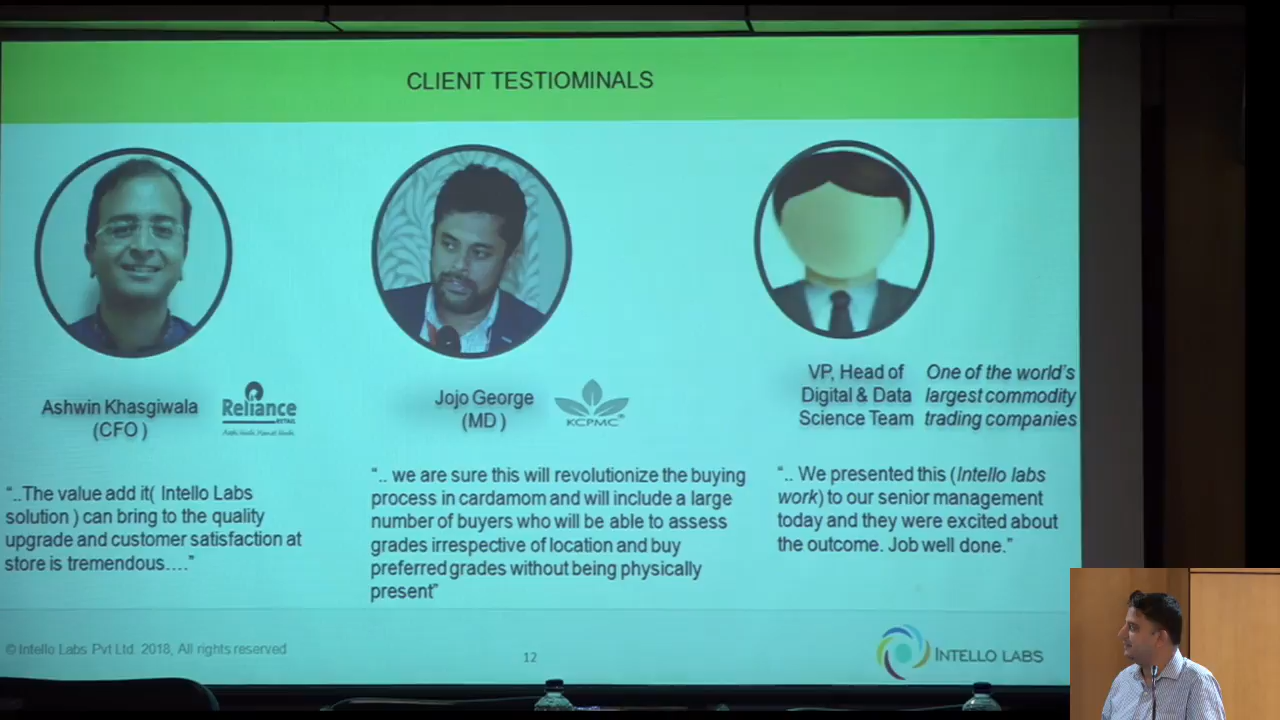 CLIENT TESTIOMINALS
Ashwin Khasgiwala
(CFO )
Reliance
RETAIL
Jojo George
(MD )
KCPMC
VP, Head of
Digital & Data
Science Team
One of the world's
largest commodity
trading companies
“..The value add it( Intello Labs
solution ) can bring to the quality
upgrade and customer satisfaction at
store is tremendous….”
“.. we are sure this will revolutionize the buying
process in cardamom and will include a large
number of buyers who will be able to assess
grades irrespective of location and buy
preferred grades without being physically
present”
“.. We presented this (Intello labs
work) to our senior management
today and they were excited about
the outcome. Job well done.”
© Intello Labs Pvt Ltd. 2018, All rights reserved
12
INTELLO LABS